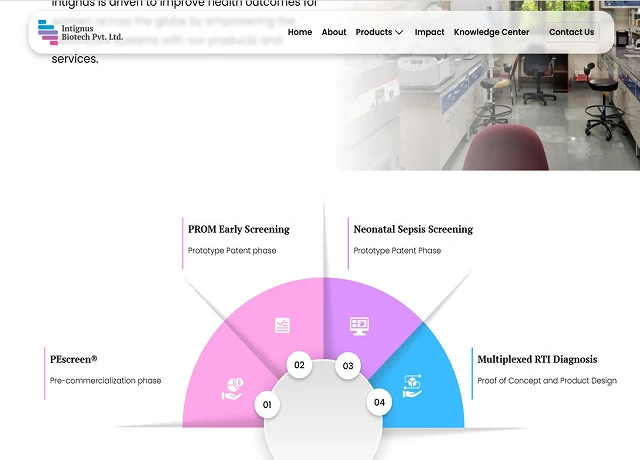 Intignus is driven to improve health outcomes for
women across the globe by empowering the
systems with our products and
services.
Intignus
Biotech Pvt. Ltd.
Home
About
Products
Impact
Knowledge Center
Contact Us
PROM Early Screening
Prototype Patent phase
Neonatal Sepsis Screening
Prototype Patent Phase
PEscreen®
Pre-commercialization phase
Multiplexed RTI Diagnosis
Proof of Concept and Product Design
01
02
03
04